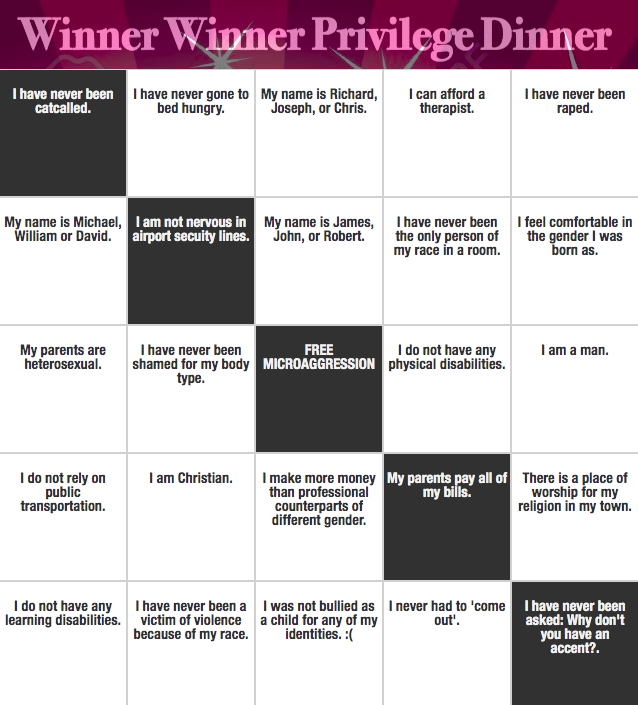 Winner Winner Privilege Dinner
I have never been
catcalled.
I have never gone to
bed hungry.
My name is Richard,
Joseph, or Chris.
I can afford a
therapist.
I have never been
raped.
My name is Michael,
William or David.
I am not nervous in
airport secuity lines.
My name is James,
John, or Robert.
I have never been
the only person of
my race in a room.
I feel comfortable in
the gender I was
born as.
My parents are
heterosexual.
I have never been
shamed for my body
type.
FREE
MICROAGGRESSION
I do not have any
physical disabilities.
I am a man.
I do not rely on
public
transportation.
I am Christian.
I make more money
than professional
counterparts of
different gender.
My parents pay all of
my bills.
There is a place of
worship for my
religion in my town.
I do not have any
learning disabilities.
I have never been a
victim of violence
because of my race.
I was not bullied as
a child for any of my
identities. :(
I never had to 'come
out'.
I have never been
asked: Why don't
you have an
accent?.